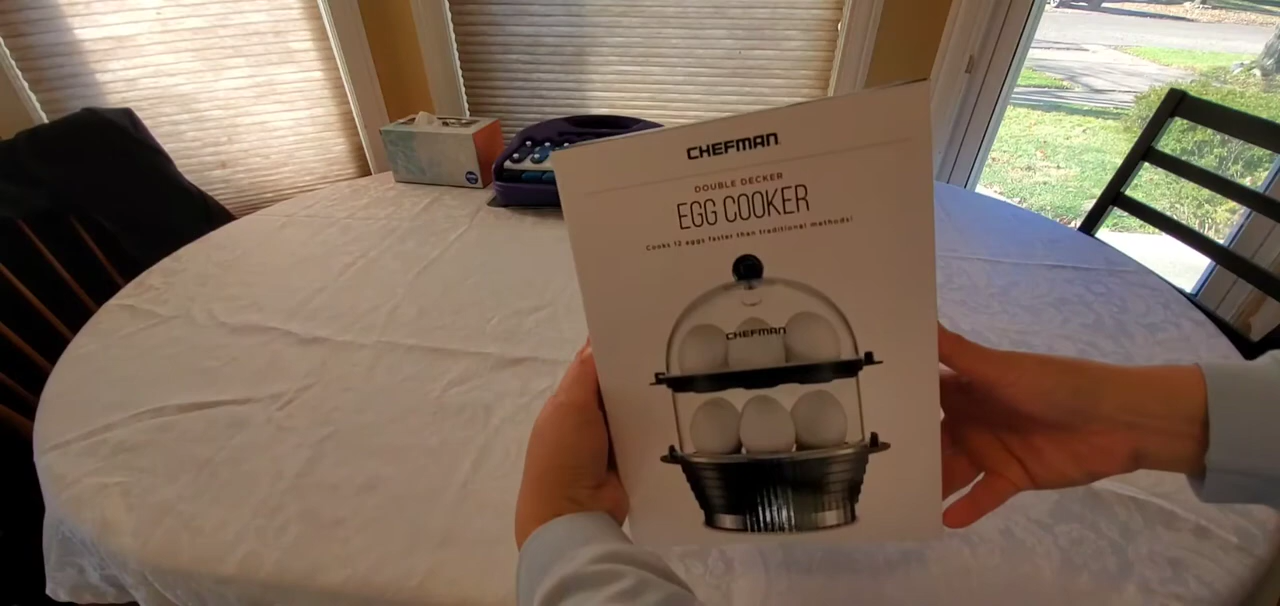 CHEFMAN
DOUBLE DECKER
EGG COOKER
Cooks 12 eggs faster than traditional methods!
CHEFMAN